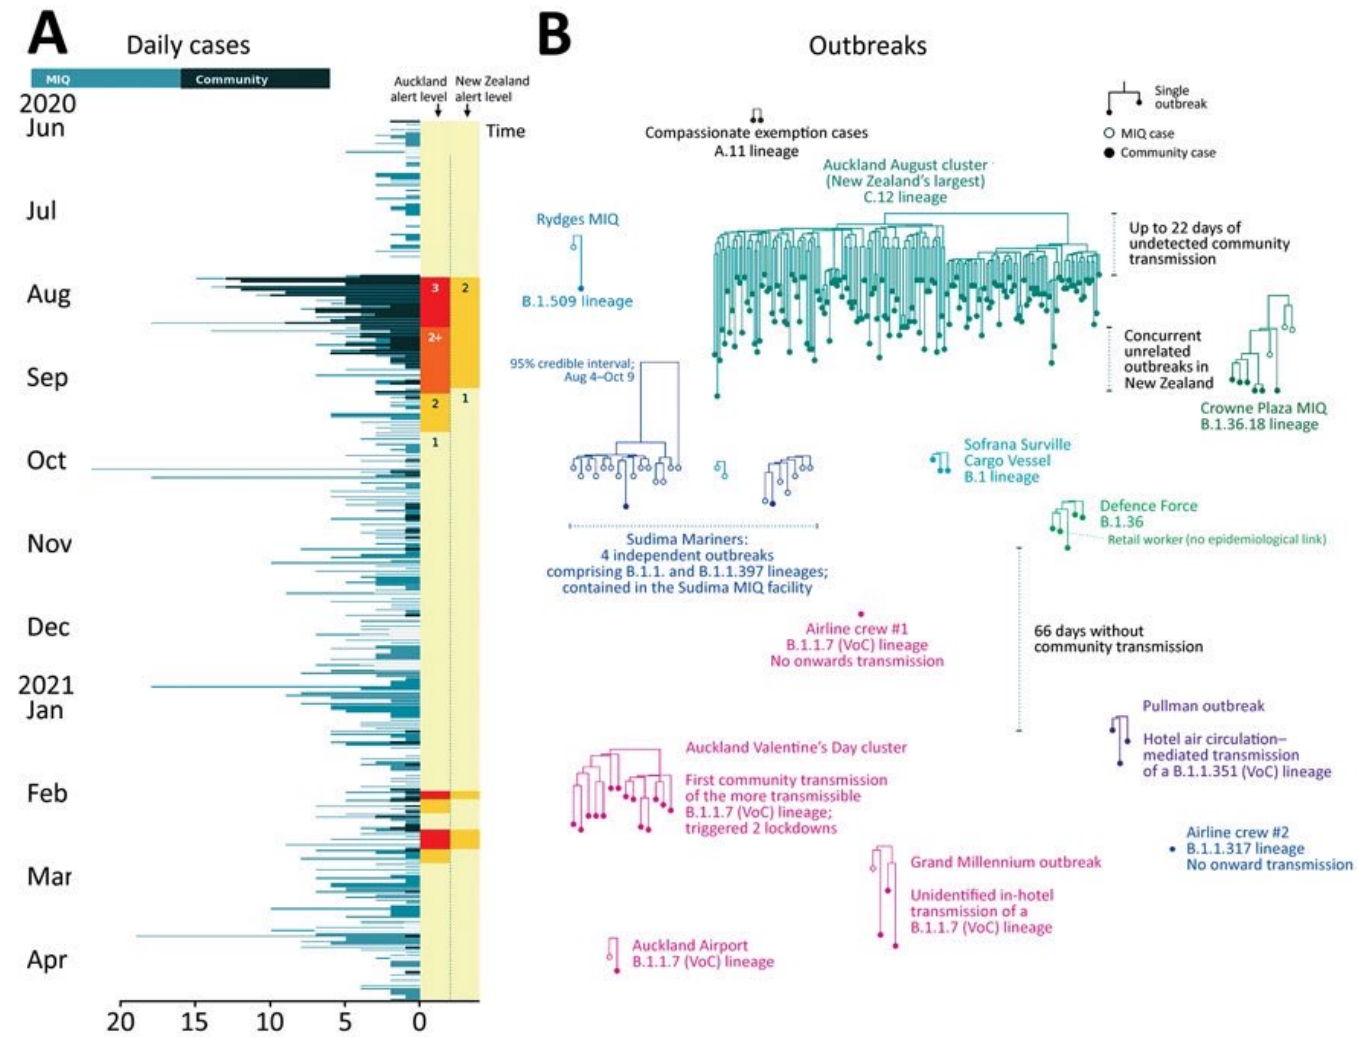 A
Daily cases
MIQ
Community
Auckland
alert level
New Zealand
alert level
2020
Jun
Jul
Aug
Sep
Oct
Nov
Dec
2021
Jan
Feb
Mar
Apr
Time
3
2
2+
2
1
1
20
15
10
5
0
B
Outbreaks
Single
outbreak
MIQ case
Community case
Compassionate exemption cases
A.11 lineage
Auckland August cluster
(New Zealand's largest)
C.12 lineage
Rydges MIQ
B.1.509 lineage
Up to 22 days of
undetected community
transmission
Concurrent
unrelated
outbreaks in
New Zealand
95% credible interval;
Aug 4–Oct 9
Crowne Plaza MIQ
B.1.36.18 lineage
Sofrana Surville
Cargo Vessel
B.1 lineage
Defence Force
B.1.36
Retail worker (no epidemiological link)
Sudima Mariners:
4 independent outbreaks
comprising B.1.1. and B.1.1.397 lineages;
contained in the Sudima MIQ facility
Airline crew #1
B.1.1.7 (VoC) lineage
No onwards transmission
66 days without
community transmission
Pullman outbreak
Hotel air circulation–
mediated transmission
of a B.1.1.351 (VoC) lineage
Auckland Valentine's Day cluster
First community transmission
of the more transmissible
B.1.1.7 (VoC) lineage;
triggered 2 lockdowns
Airline crew #2
B.1.1.317 lineage
No onward transmission
Grand Millennium outbreak
Unidentified in-hotel
transmission of a
B.1.1.7 (VoC) lineage
Auckland Airport
B.1.1.7 (VoC) lineage